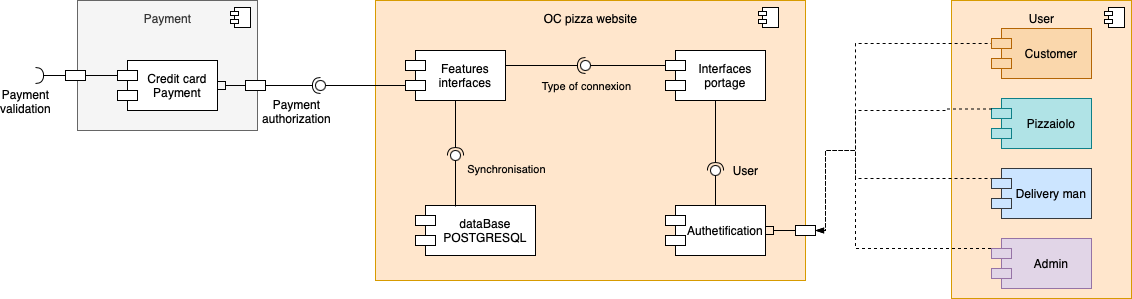 Payment
Credit card
Payment
Payment
validation
Payment
authorization
OC pizza website
Features
interfaces
Type of connexion
Interfaces
portage
Synchronisation
User
dataBase
POSTGRESQL
Authetification
User
Customer
Pizzaiolo
Delivery man
Admin